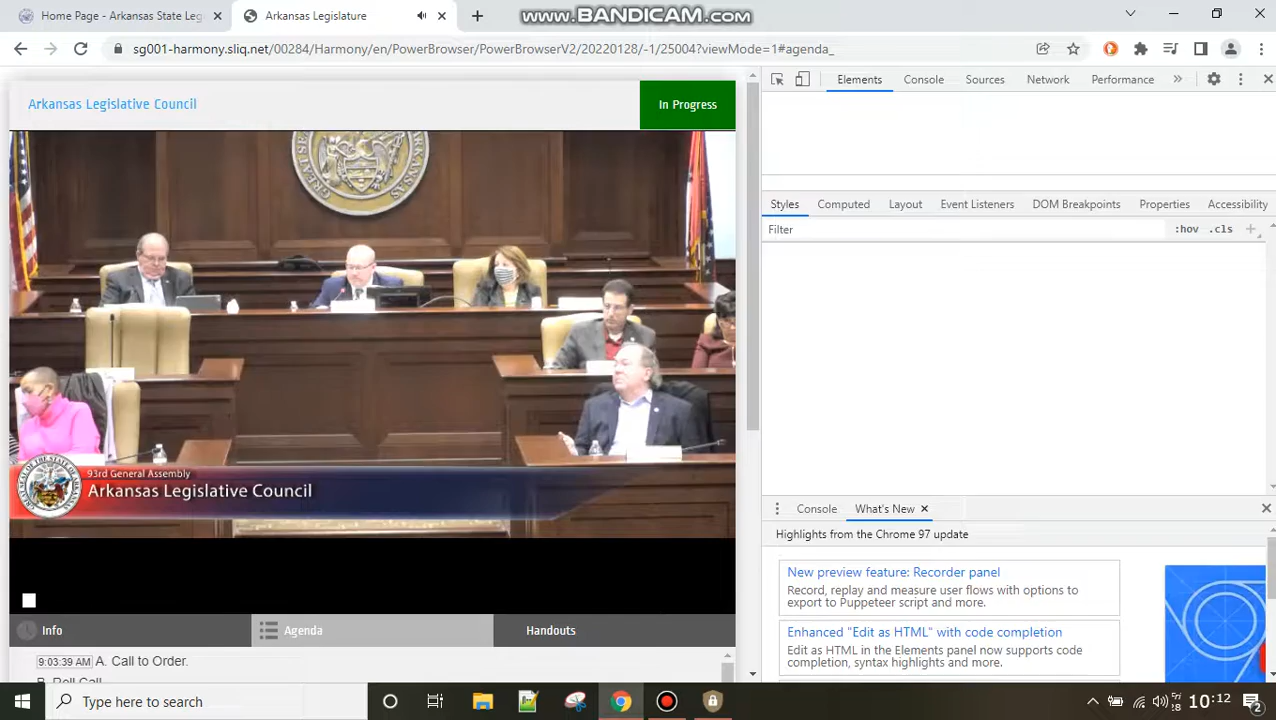 www.BANDICAM.com
Home Page - Arkansas State Leg
Arkansas Legislature
sg001-harmony.sliq.net/00284/Harmony/en/PowerBrowser/PowerBrowserV2/20220128/-1/25004?viewMode=1#agenda_
Arkansas Legislative Council
In Progress
93rd General Assembly
Arkansas Legislative Council
Info
Agenda
Handouts
9:03:39 AM A. Call to Order.
B. Roll Call
Elements
Console
Sources
Network
Performance
Styles
Computed
Layout
Event Listeners
DOM Breakpoints
Properties
Accessibility
Filter
:hov .cls
Console
What's New
Highlights from the Chrome 97 update
New preview feature: Recorder panel
Record, replay and measure user flows with options to
export to Puppeteer script and more.
Enhanced "Edit as HTML" with code completion
Edit as HTML in the Elements panel now supports code
completion, syntax highlights and more.
Type here to search
10:12
2